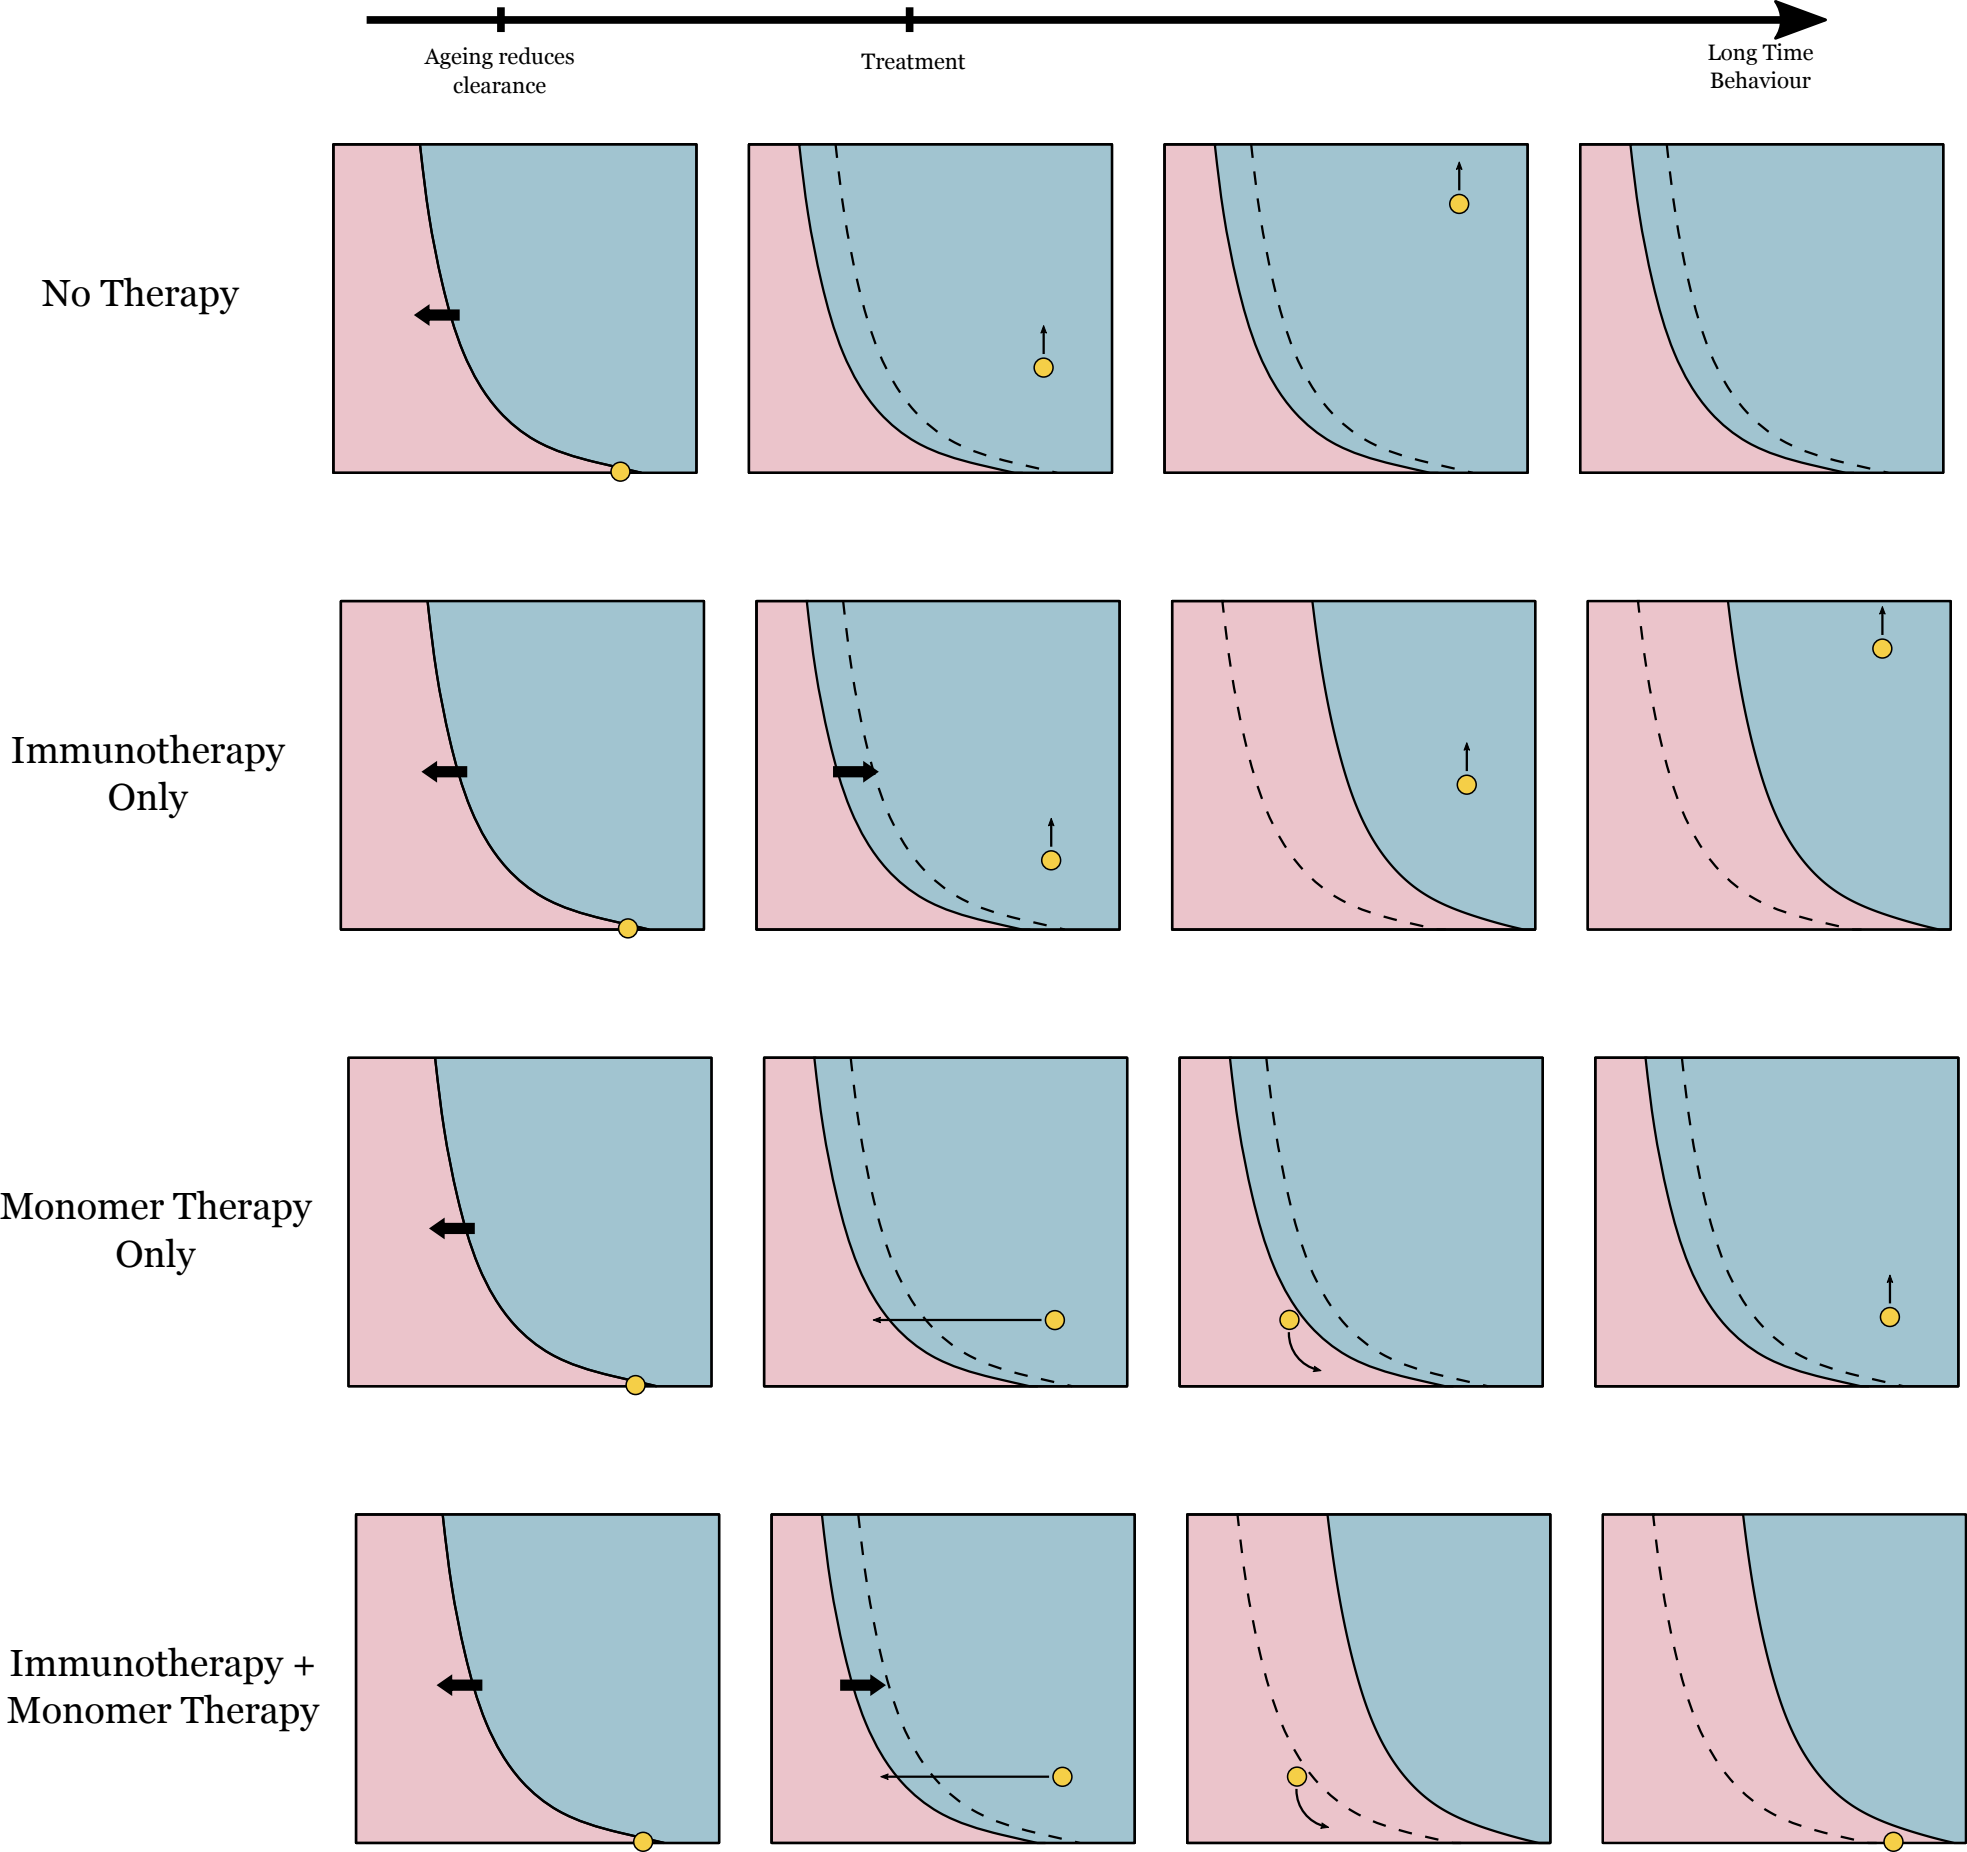 Ageing reduces
clearance
Treatment
Long Time
Behaviour
No Therapy
Immunotherapy
Only
Monomer Therapy
Only
Immunotherapy +
Monomer Therapy